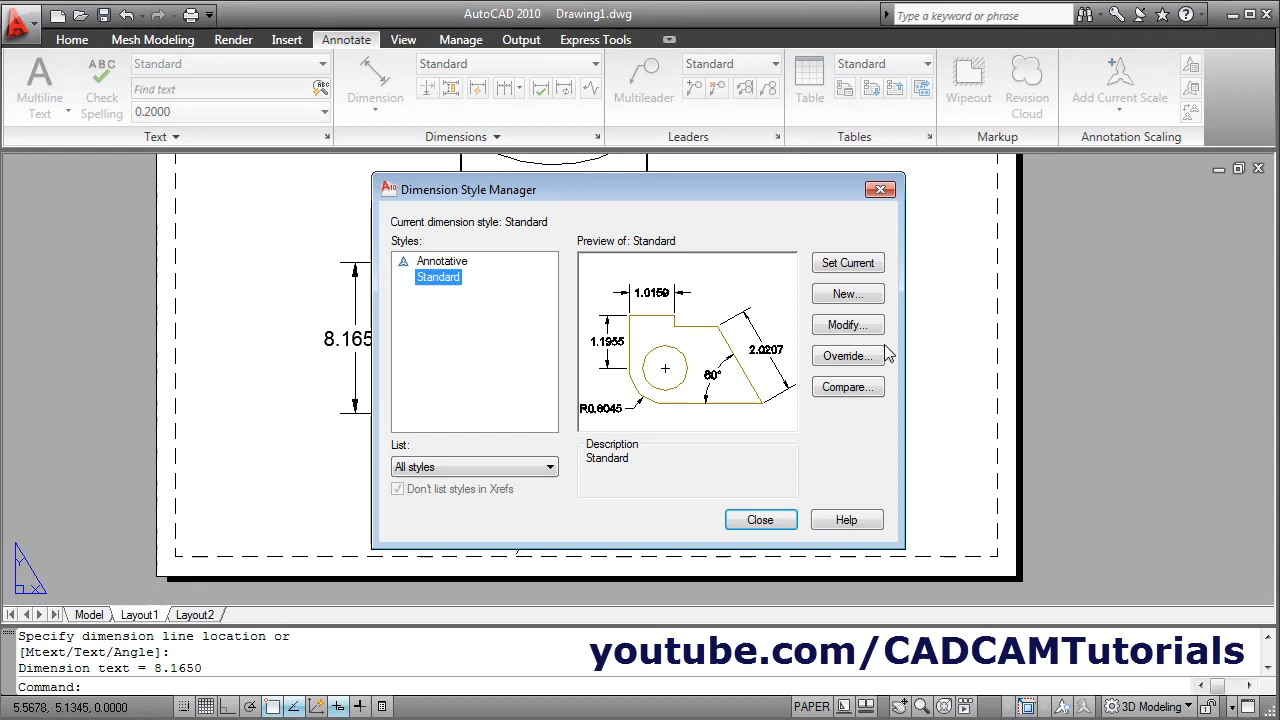 AutoCAD 2010 Drawing1.dwg
Type a keyword or phrase
Home Mesh Modeling Render Insert Annotate View Manage Output Express Tools
Multiline Text
Check Spelling
Standard
Find text
0.2000
Text
Dimension
Standard
Dimensions
Multileader
Standard
Leaders
Table
Standard
Tables
Wipeout
Revision Cloud
Markup
Add Current Scale
Annotation Scaling
Dimension Style Manager
Current dimension style: Standard
Styles:
Annotative
Standard
Preview of: Standard
1.0159
1.1955
2.0207
60°
R0.8045
Set Current
New...
Modify...
Override...
Compare...
List:
All styles
Don't list styles in Xrefs
Description
Standard
Close
Help
8.165
Model Layout1 Layout2
Specify dimension line location or
[Mtext/Text/Angle]:
Dimension text = 8.1650
Command:
youtube.com/CADCAMTutorials
5.5678, 5.1345, 0.0000
PAPER
3D Modeling